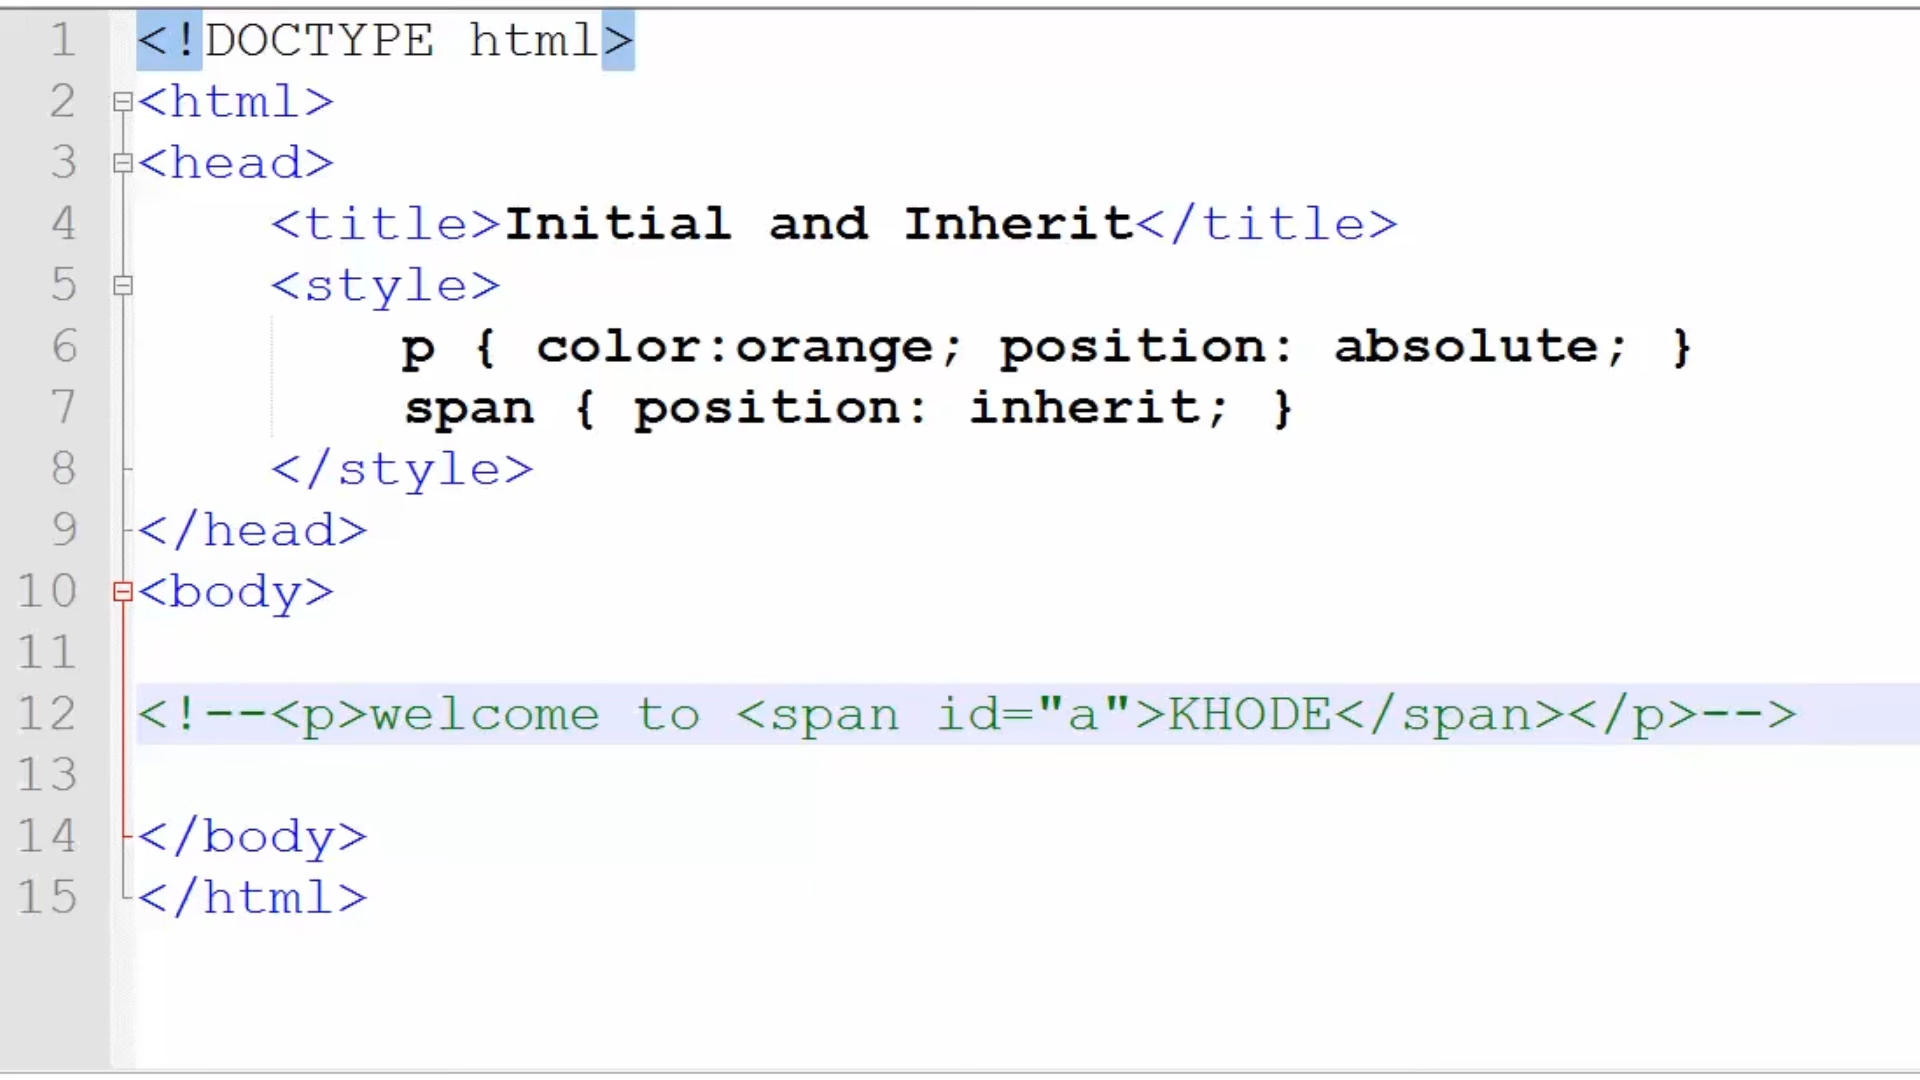 1 <!DOCTYPE html>
2 <html>
3 <head>
4 <title>Initial and Inherit</title>
5 <style>
6 p { color:orange; position: absolute; }
7 span { position: inherit; }
8 </style>
9 </head>
10 <body>
11
12 <!--<p>welcome to <span id="a">KHODE</span></p>-->
13
14 </body>
15 </html>